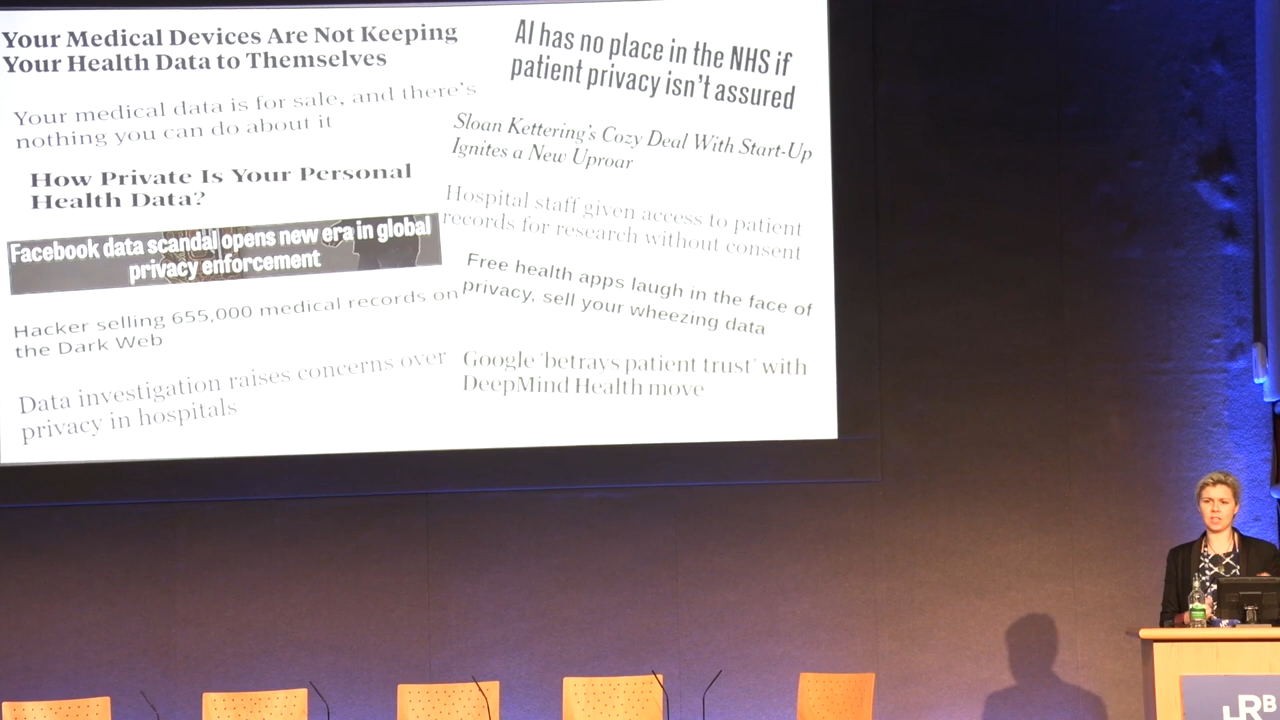 Your Medical Devices Are Not Keeping
Your Health Data to Themselves
Your medical data is for sale, and there's
nothing you can do about it
How Private Is Your Personal
Health Data?
Facebook data scandal opens new era in global
privacy enforcement
Hacker selling 655,000 medical records on
the Dark Web
Data investigation raises concerns over
privacy in hospitals
AI has no place in the NHS if
patient privacy isn't assured
Sloan Kettering's Cozy Deal With Start-Up
Ignites a New Uproar
Hospital staff given access to patient
records for research without consent
Free health apps laugh in the face of
privacy, sell your wheezing data
Google 'betrays patient trust' with
DeepMind Health move